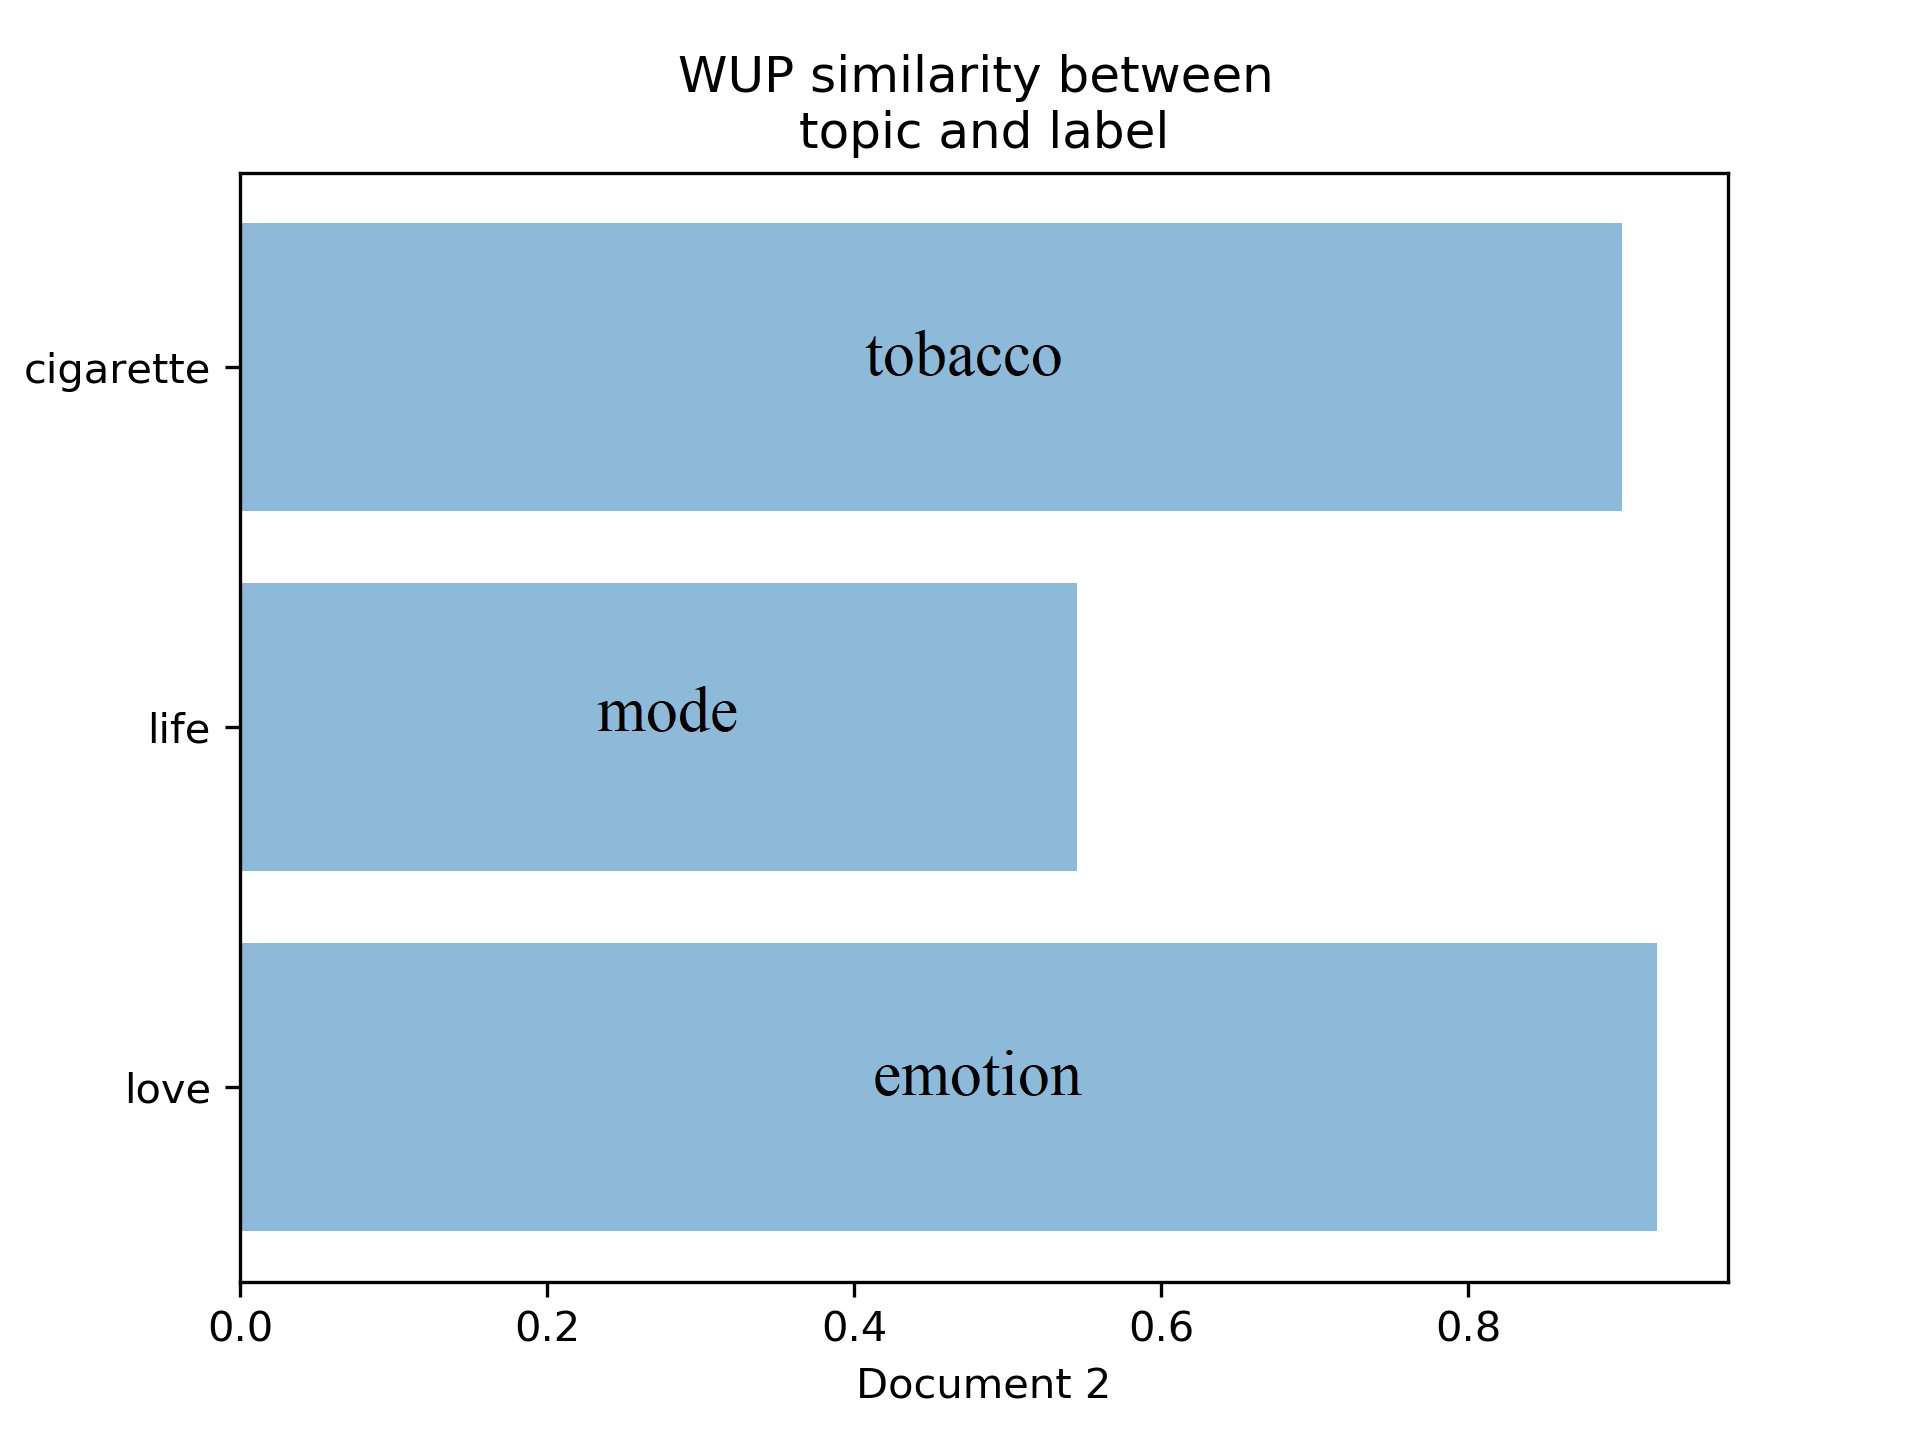 WUP similarity between
topic and label
cigarette
tobacco
life
mode
love
emotion
0.0 0.2 0.4 0.6 0.8
Document 2